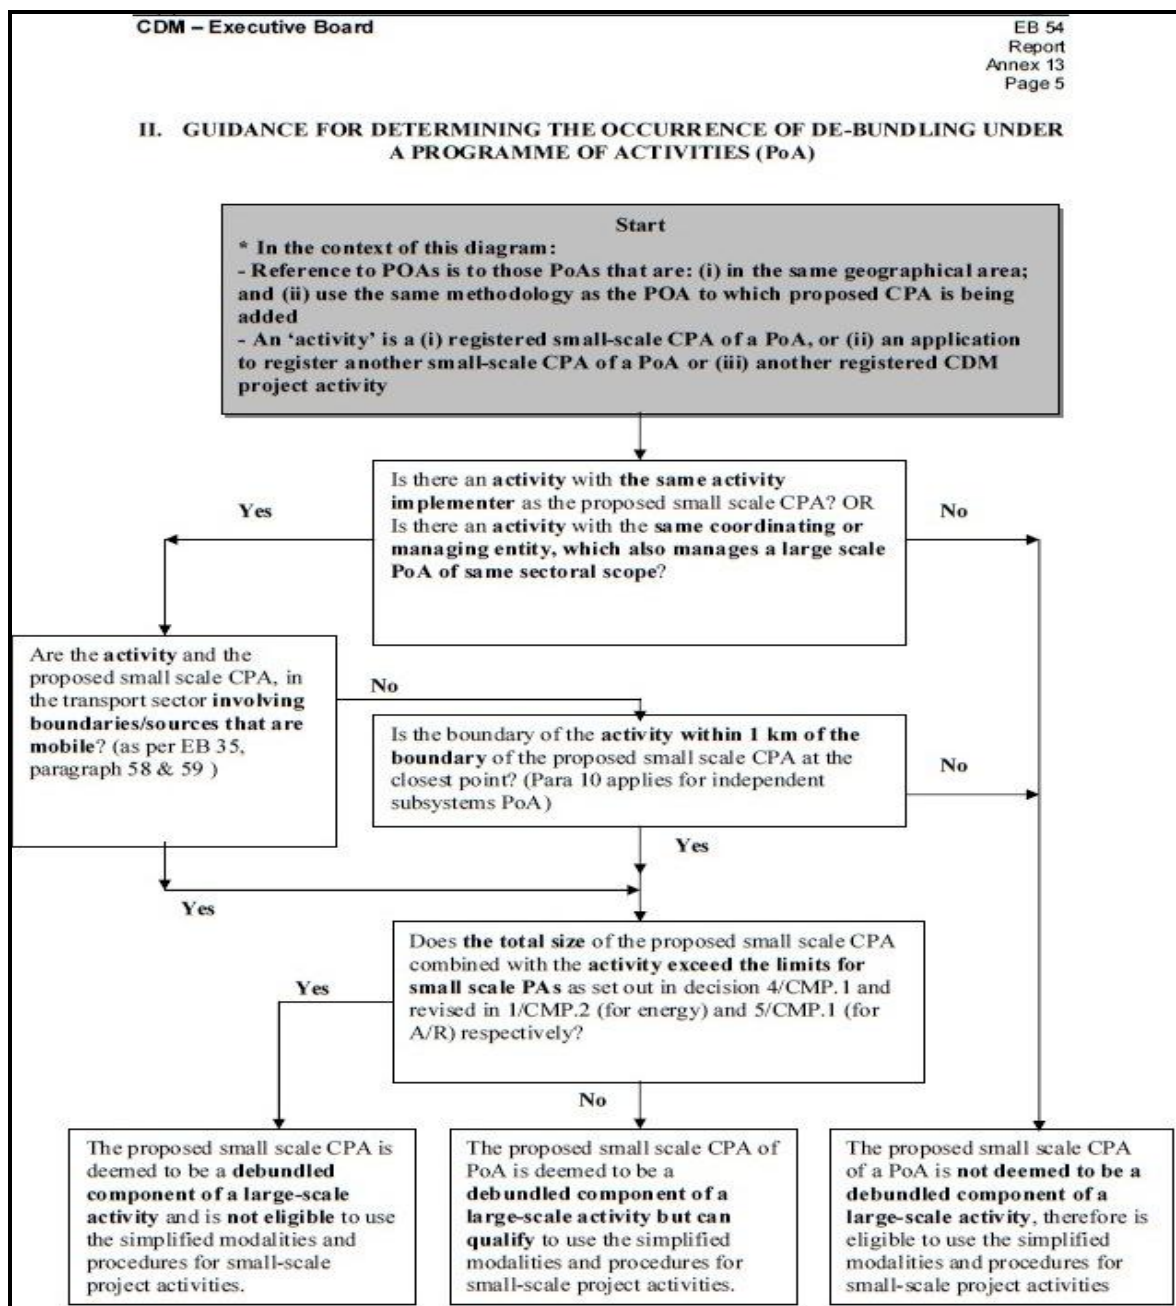 CDM – Executive Board
EB 54
Report
Annex 13
Page 5
II. GUIDANCE FOR DETERMINING THE OCCURRENCE OF DE-BUNDLING UNDER
A PROGRAMME OF ACTIVITIES (PoA)
Start
* In the context of this diagram:
- Reference to POAs is to those PoAs that are: (i) in the same geographical area;
and (ii) use the same methodology as the POA to which proposed CPA is being
added
- An ‘activity’ is a (i) registered small-scale CPA of a PoA, or (ii) an application
to register another small-scale CPA of a PoA or (iii) another registered CDM
project activity
Is there an activity with the same activity
implementer as the proposed small scale CPA? OR
Is there an activity with the same coordinating or
managing entity, which also manages a large scale
PoA of same sectoral scope?
Yes
No
Are the activity and the
proposed small scale CPA, in
the transport sector involving
boundaries/sources that are
mobile? (as per EB 35,
paragraph 58 & 59 )
No
Is the boundary of the activity within 1 km of the
boundary of the proposed small scale CPA at the
closest point? (Para 10 applies for independent
subsystems PoA)
No
Yes
Yes
Does the total size of the proposed small scale CPA
combined with the activity exceed the limits for
small scale PAs as set out in decision 4/CMP.1 and
revised in 1/CMP.2 (for energy) and 5/CMP.1 (for
A/R) respectively?
Yes
No
The proposed small scale CPA is
deemed to be a debundled
component of a large-scale
activity and is not eligible to use
the simplified modalities and
procedures for small-scale
project activities.
The proposed small scale CPA of
PoA is deemed to be a
debundled component of a
large-scale activity but can
qualify to use the simplified
modalities and procedures for
small-scale project activities.
The proposed small scale CPA
of a PoA is not deemed to be a
debundled component of a
large-scale activity, therefore is
eligible to use the simplified
modalities and procedures for
small-scale project activities